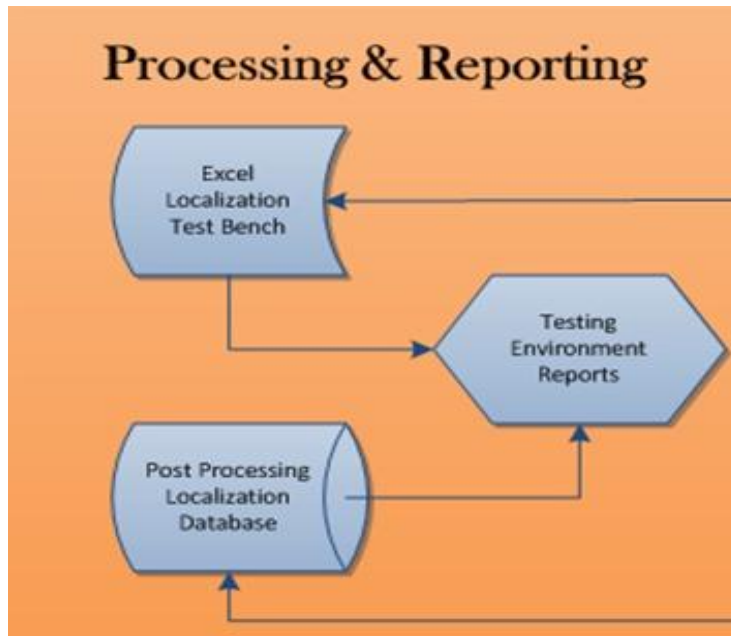 Processing & Reporting
Excel
Localization
Test Bench
Testing
Environment
Reports
Post Processing
Localization
Database